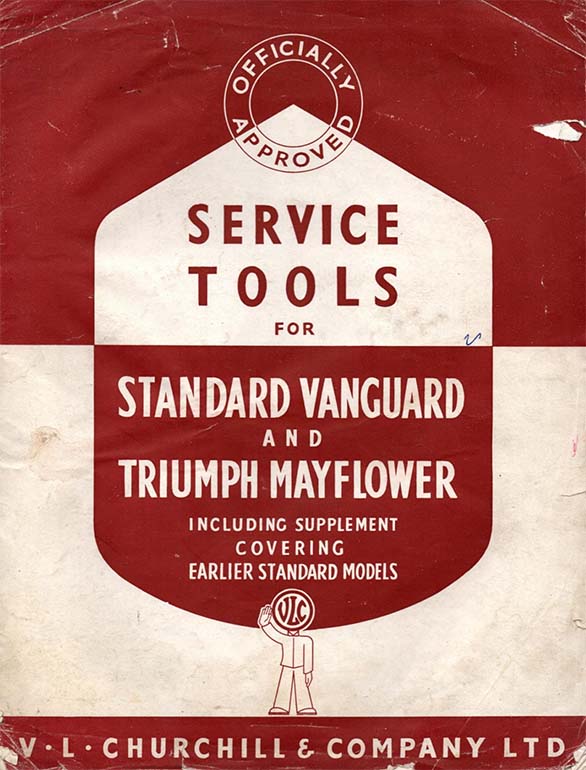 OFFICIALLY
APPROVED
SERVICE
TOOLS
FOR
STANDARD VANGUARD
AND
TRIUMPH MAYFLOWER
INCLUDING SUPPLEMENT
COVERING
EARLIER STANDARD MODELS
VLC
V·L·CHURCHILL & COMPANY LTD